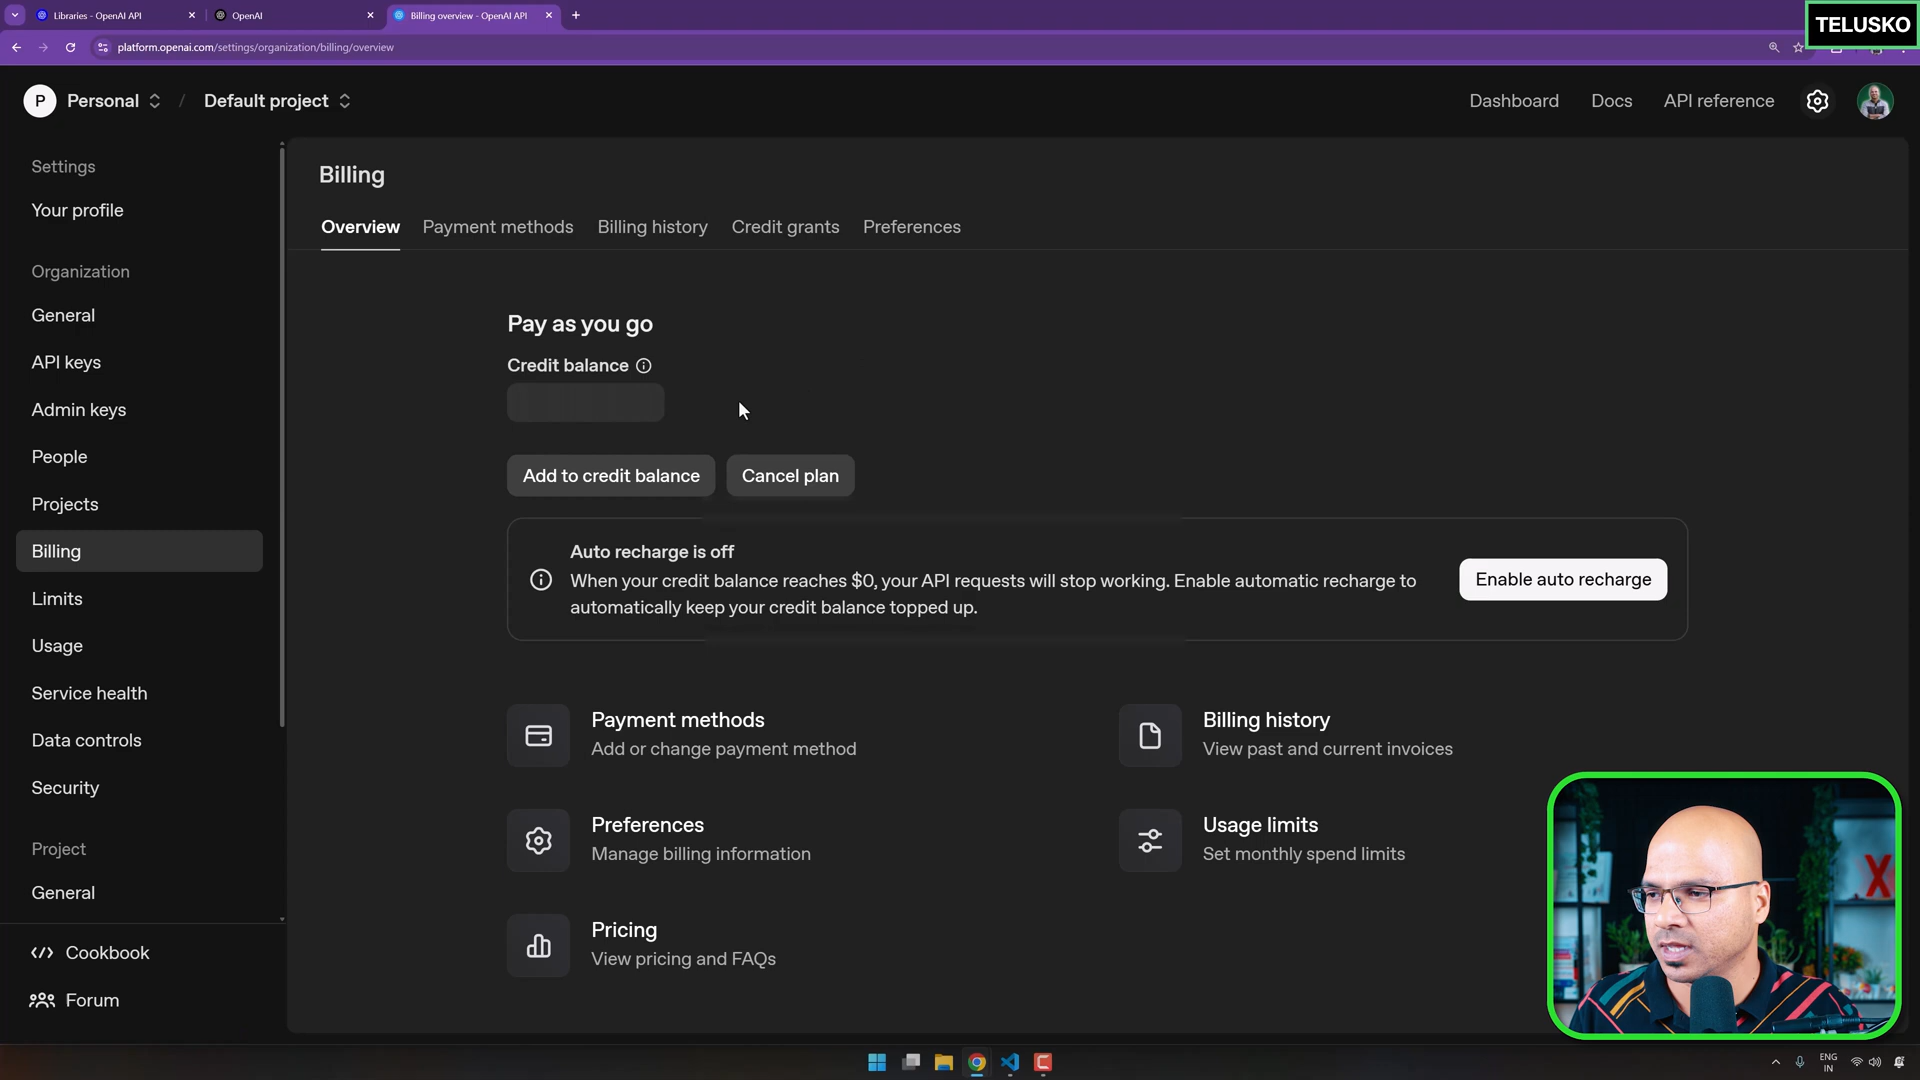 Libraries - OpenAI API
OpenAI
Billing overview - OpenAI API
TELUSKO
platform.openai.com/settings/organization/billing/overview
P
Personal
/
Default project
Dashboard
Docs
API reference
Settings
Your profile
Organization
General
API keys
Admin keys
People
Projects
Billing
Limits
Usage
Service health
Data controls
Security
Project
General
Cookbook
Forum
Billing
Overview
Payment methods
Billing history
Credit grants
Preferences
Pay as you go
Credit balance
Add to credit balance
Cancel plan
Auto recharge is off
When your credit balance reaches $0, your API requests will stop working. Enable automatic recharge to
automatically keep your credit balance topped up.
Enable auto recharge
Payment methods
Add or change payment method
Billing history
View past and current invoices
Preferences
Manage billing information
Usage limits
Set monthly spend limits
Pricing
View pricing and FAQs
ENG
IN